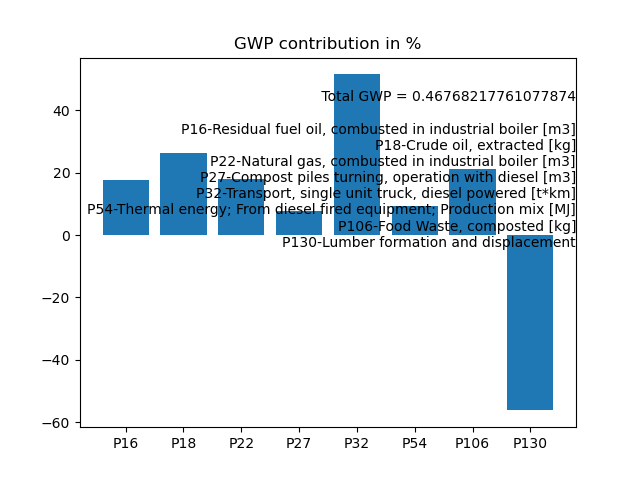 GWP contribution in %
Total GWP = 0.46768217761077874
P16-Residual fuel oil, combusted in industrial boiler [m3]
P18-Crude oil, extracted [kg]
P22-Natural gas, combusted in industrial boiler [m3]
P27-Compost piles turning, operation with diesel [m3]
P32-Transport, single unit truck, diesel powered [t*km]
P54-Thermal energy; From diesel fired equipment; Production mix [MJ]
P106-Food Waste, composted [kg]
P130-Lumber formation and displacement
40
20
0
−20
−40
−60
P16 P18 P22 P27 P32 P54 P106 P130